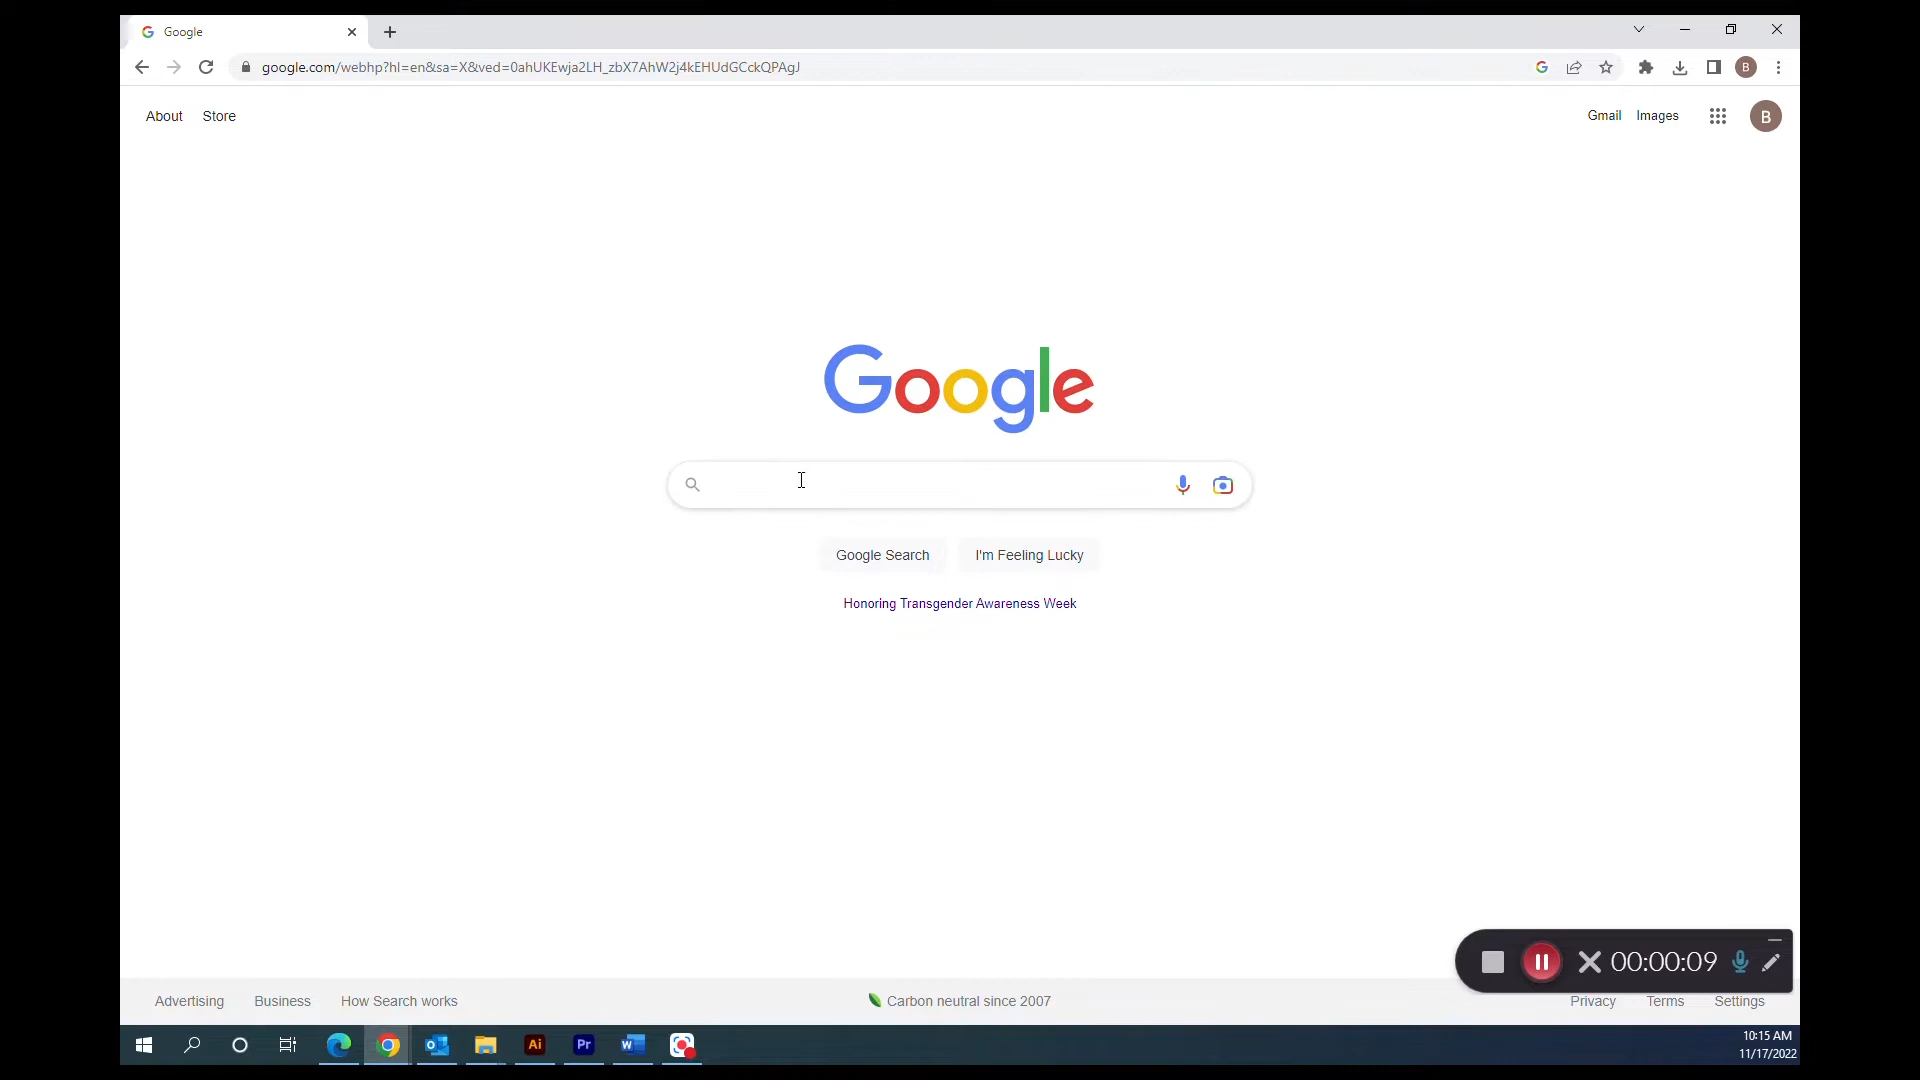 Google
google.com/webhp?hl=en&sa=X&ved=0ahUKEwja2LH_zbX7AhW2j4kEHUdGCckQPAgJ
B
About Store
Gmail Images
B
Google
Google Search I'm Feeling Lucky
Honoring Transgender Awareness Week
00:00:09
Advertising Business How Search works
Carbon neutral since 2007
Privacy Terms Settings
Ai Pr W
10:15 AM
11/17/2022